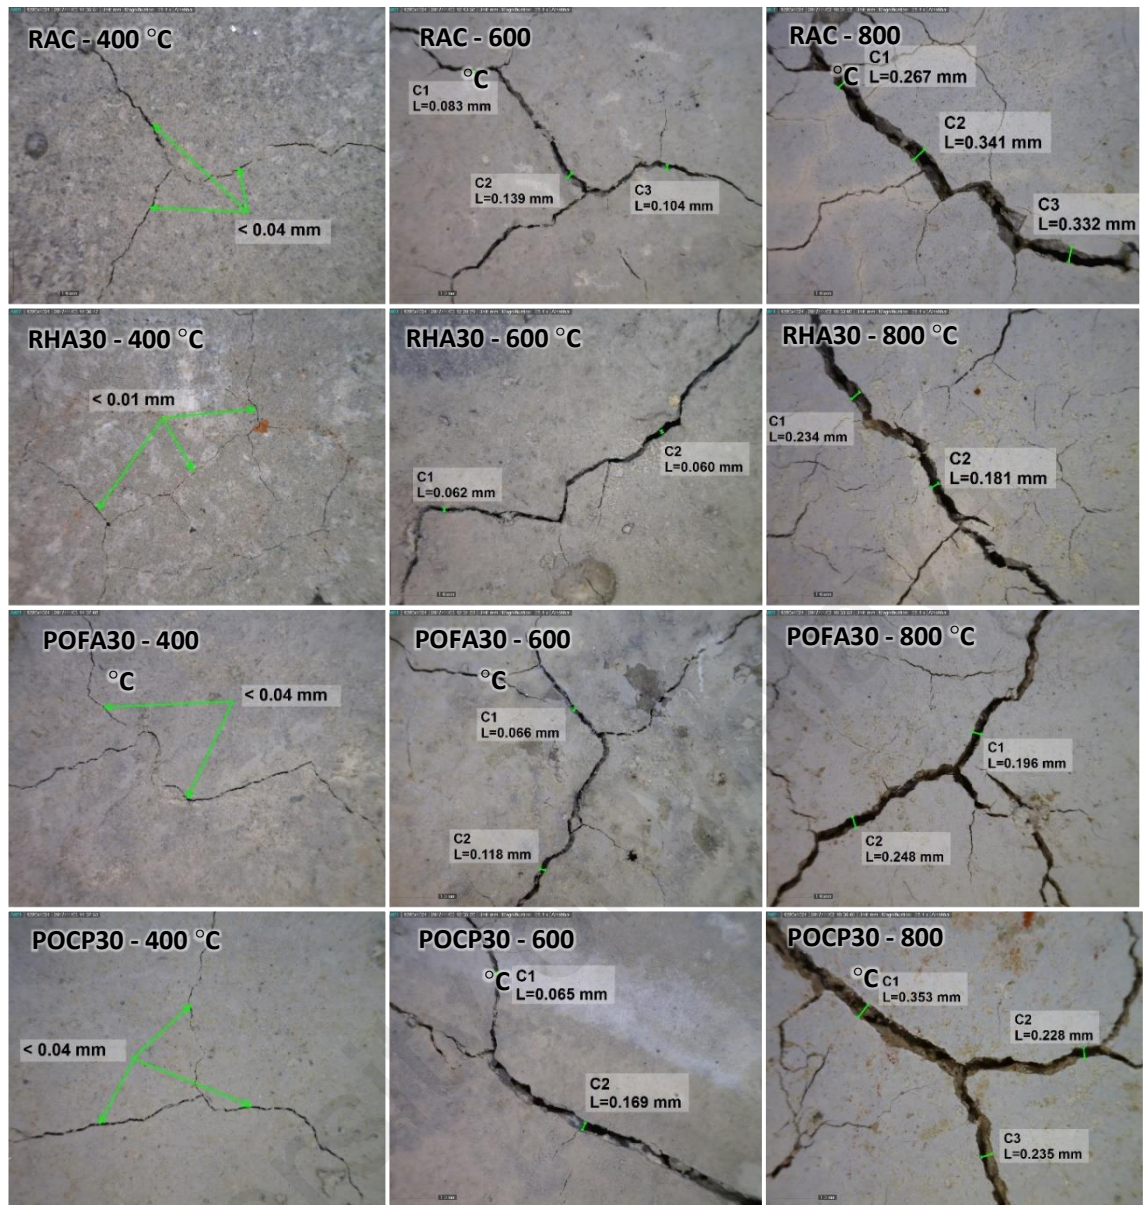 RAC - 400 °C
< 0.04 mm
RAC - 600
°C
C1
L=0.083 mm
C2
L=0.139 mm
C3
L=0.104 mm
RAC - 800
°C
C1
L=0.267 mm
C2
L=0.341 mm
C3
L=0.332 mm
RHA30 - 400 °C
< 0.01 mm
RHA30 - 600 °C
C1
L=0.062 mm
C2
L=0.060 mm
RHA30 - 800 °C
C1
L=0.234 mm
C2
L=0.181 mm
POFA30 - 400
°C
< 0.04 mm
POFA30 - 600
°C
C1
L=0.066 mm
C2
L=0.118 mm
POFA30 - 800 °C
C1
L=0.196 mm
C2
L=0.248 mm
POCP30 - 400 °C
< 0.04 mm
POCP30 - 600
°C
C1
L=0.065 mm
C2
L=0.169 mm
POCP30 - 800
°C
C1
L=0.353 mm
C2
L=0.228 mm
C3
L=0.235 mm